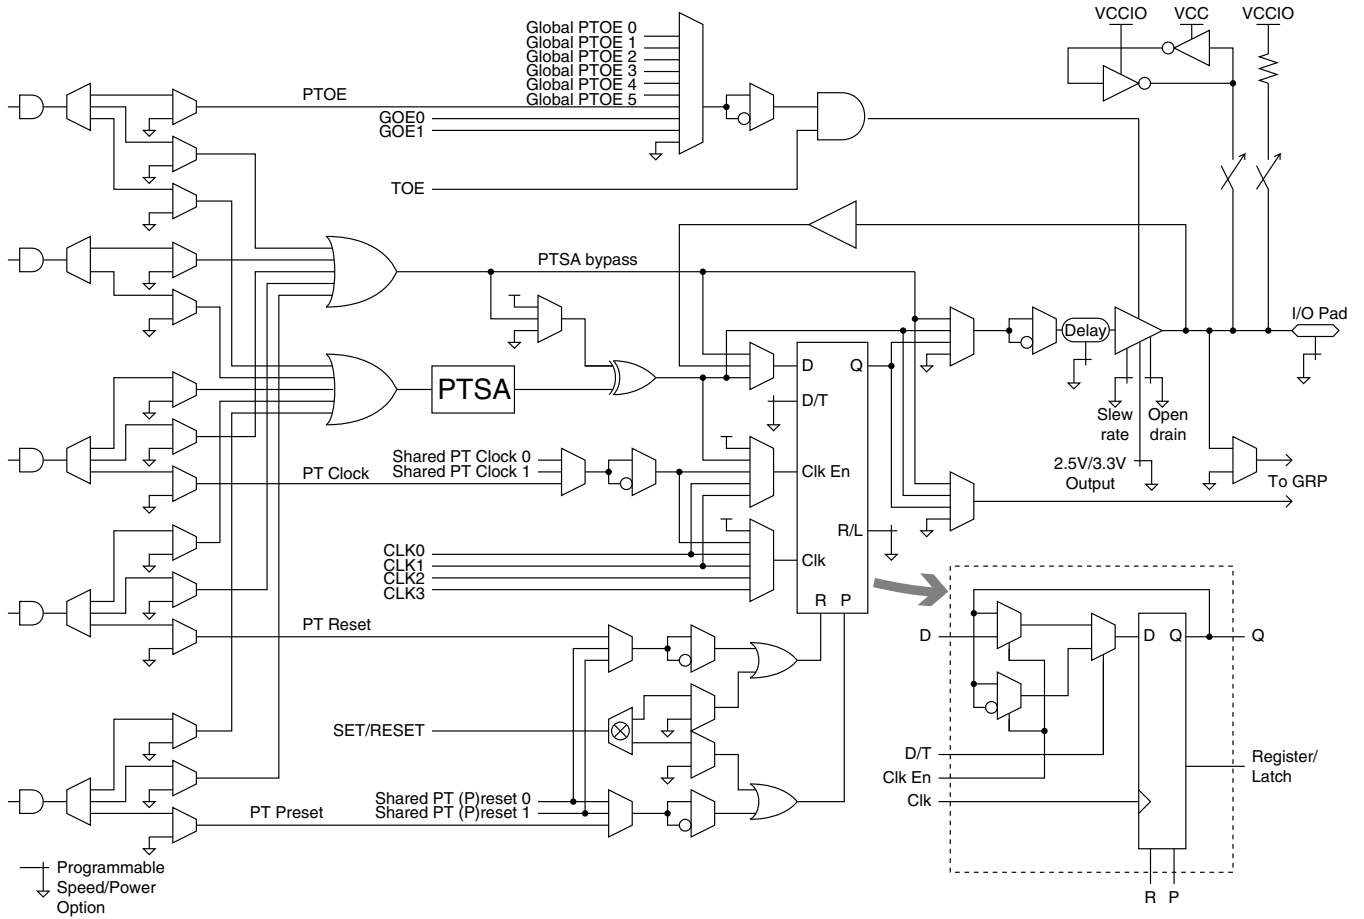 VCCIO
VCC
VCCIO
Global PTOE 0
Global PTOE 1
Global PTOE 2
Global PTOE 3
Global PTOE 4
Global PTOE 5
PTOE
GOE0
GOE1
TOE
PTSA bypass
I/O Pad
Delay
PTSA
D
Q
D/T
Clk En
R/L
Clk
R P
Slew
rate
Open
drain
2.5V/3.3V
Output
To GRP
Shared PT Clock 0
Shared PT Clock 1
PT Clock
CLK0
CLK1
CLK2
CLK3
PT Reset
SET/RESET
Shared PT (P)reset 0
Shared PT (P)reset 1
PT Preset
D
D Q
Q
D/T
Clk En
Clk
Register/
Latch
R P
Programmable
Speed/Power
Option